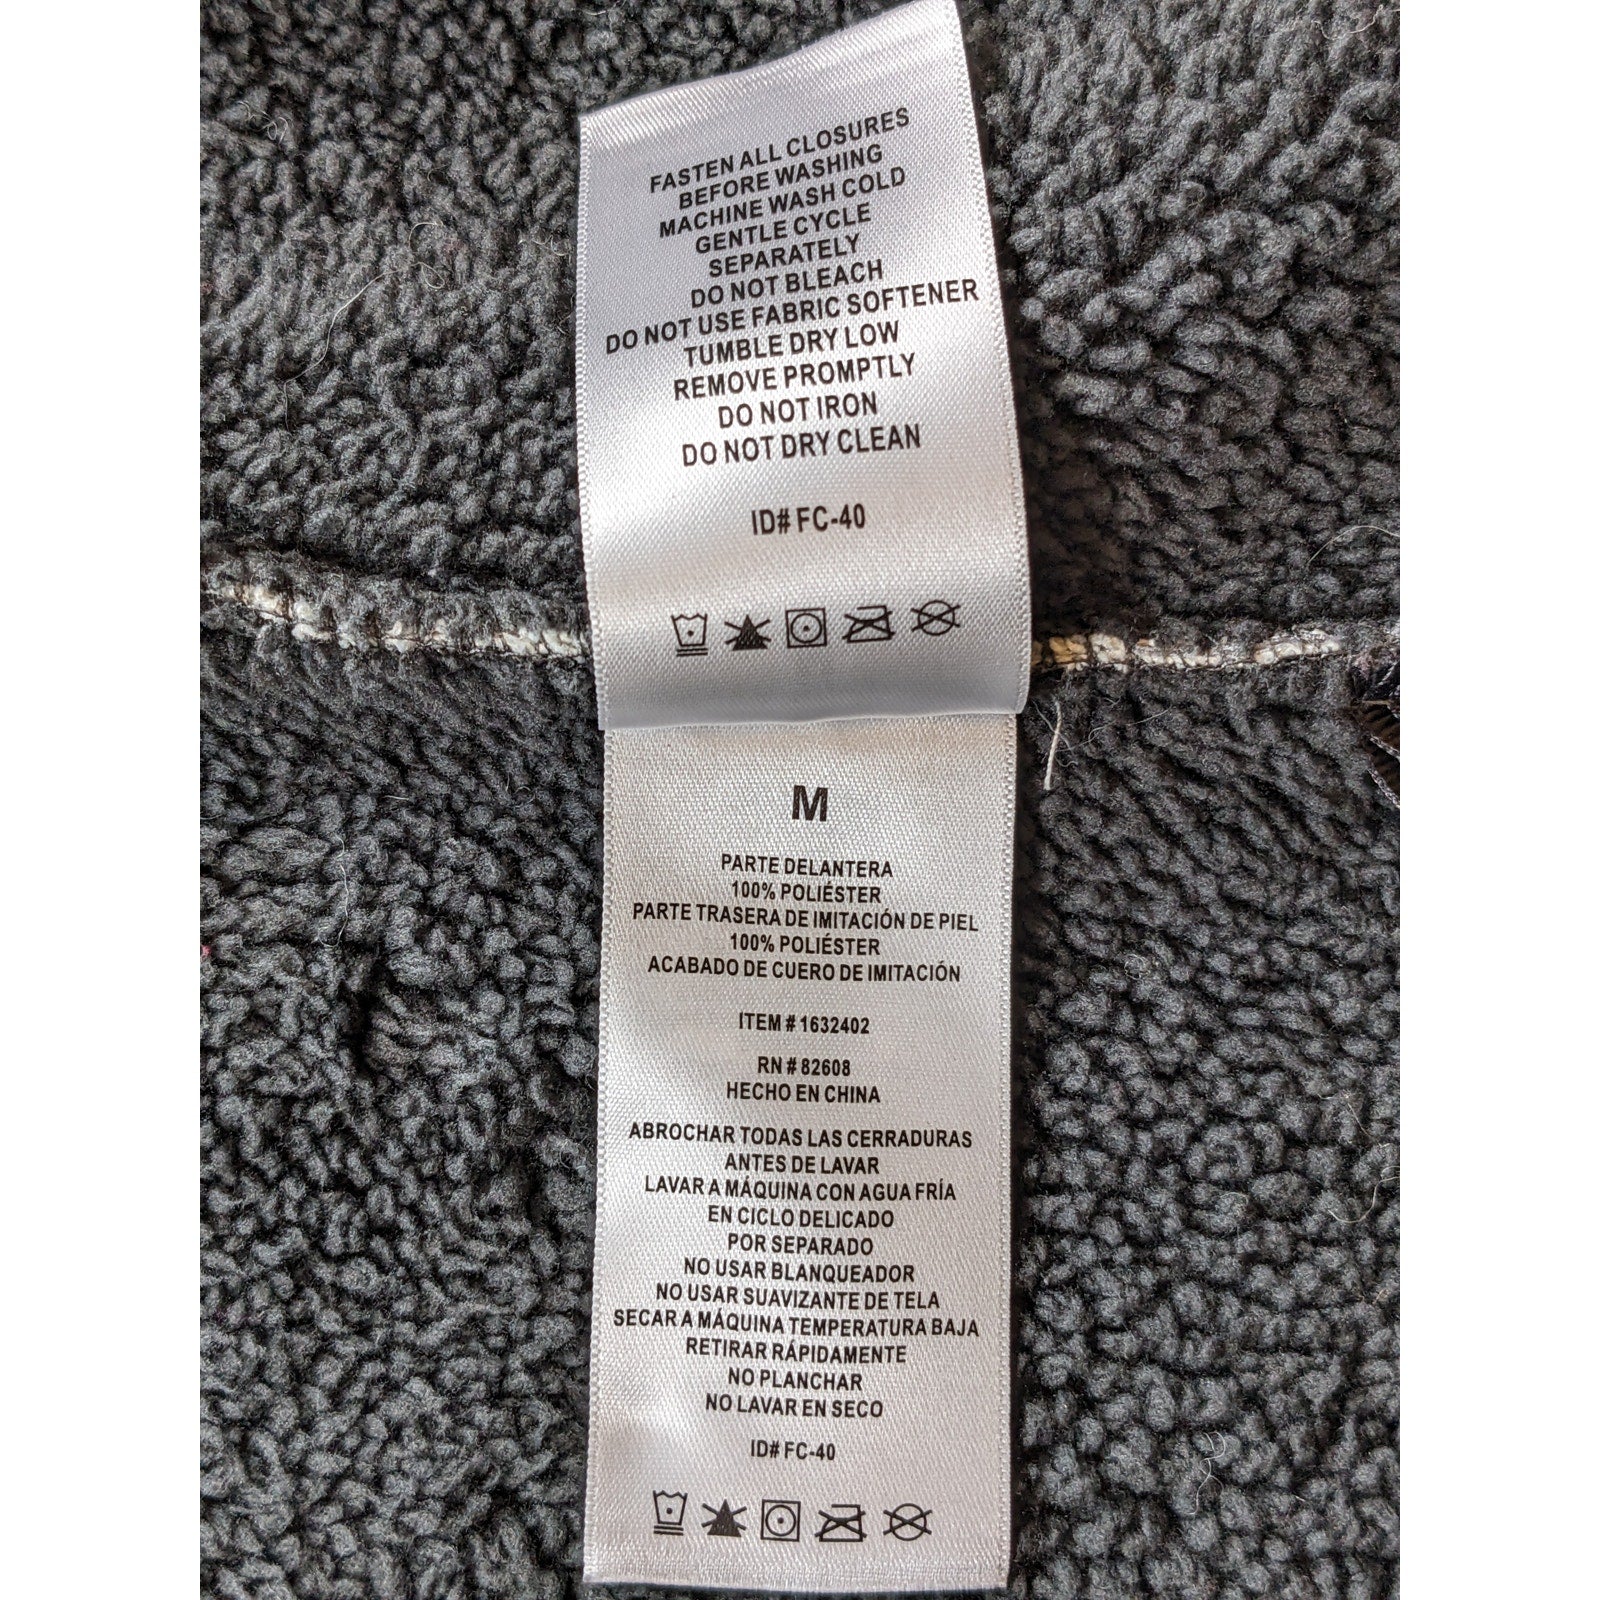 FASTEN ALL CLOSURES
BEFORE WASHING
MACHINE WASH COLD
GENTLE CYCLE
SEPARATELY
DO NOT BLEACH
DO NOT USE FABRIC SOFTENER
TUMBLE DRY LOW
REMOVE PROMPTLY
DO NOT IRON
DO NOT DRY CLEAN
ID# FC-40
M
PARTE DELANTERA
100% POLIÉSTER
PARTE TRASERA DE IMITACIÓN DE PIEL
100% POLIÉSTER
ACABADO DE CUERO DE IMITACIÓN
ITEM # 1632402
RN # 82608
HECHO EN CHINA
ABROCHAR TODAS LAS CERRADURAS
ANTES DE LAVAR
LAVAR A MÁQUINA CON AGUA FRÍA
EN CICLO DELICADO
POR SEPARADO
NO USAR BLANQUEADOR
NO USAR SUAVIZANTE DE TELA
SECAR A MÁQUINA TEMPERATURA BAJA
RETIRAR RÁPIDAMENTE
NO PLANCHAR
NO LAVAR EN SECO
ID# FC-40